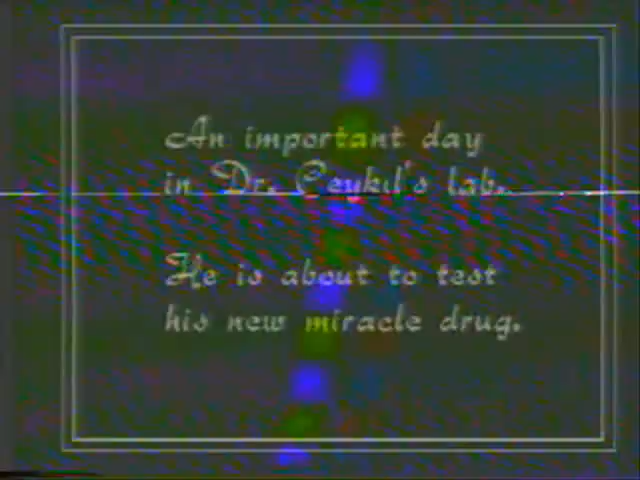 An important day
in Dr. Ceykil's lab.
He is about to test
his new miracle drug.